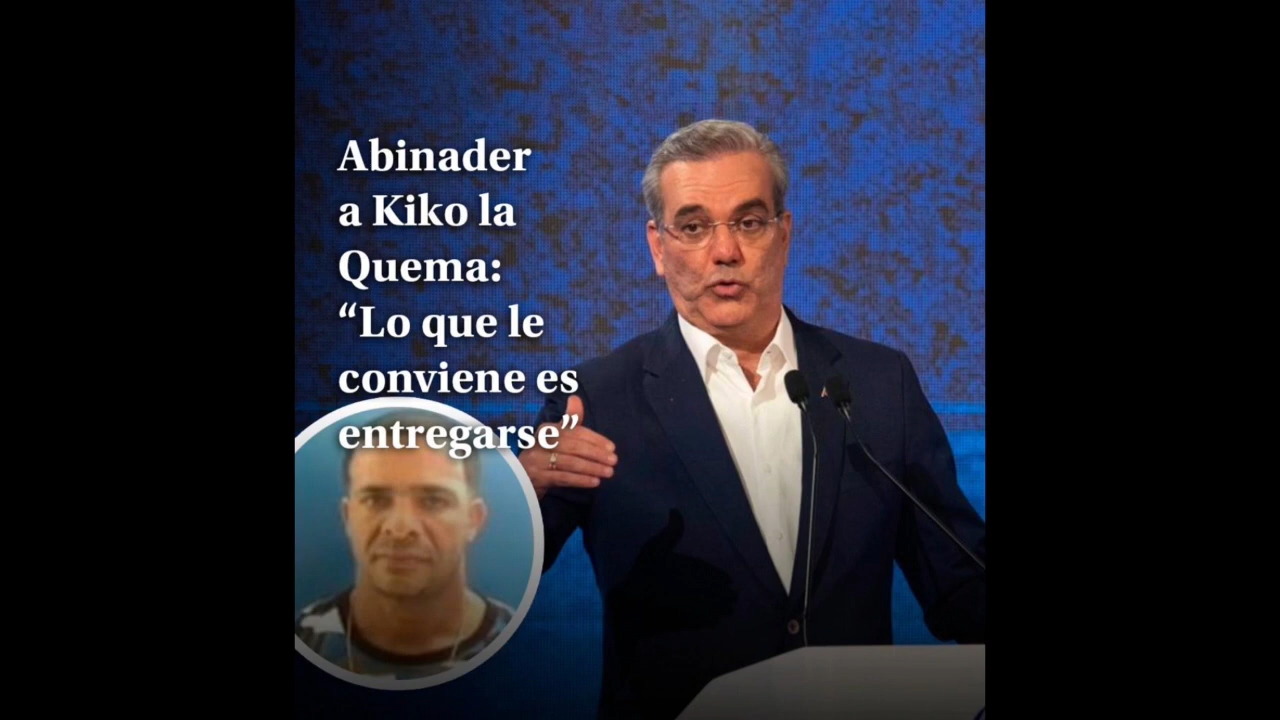 Abinader
a Kiko la
Quema:
“Lo que le
conviene es
entregarse”